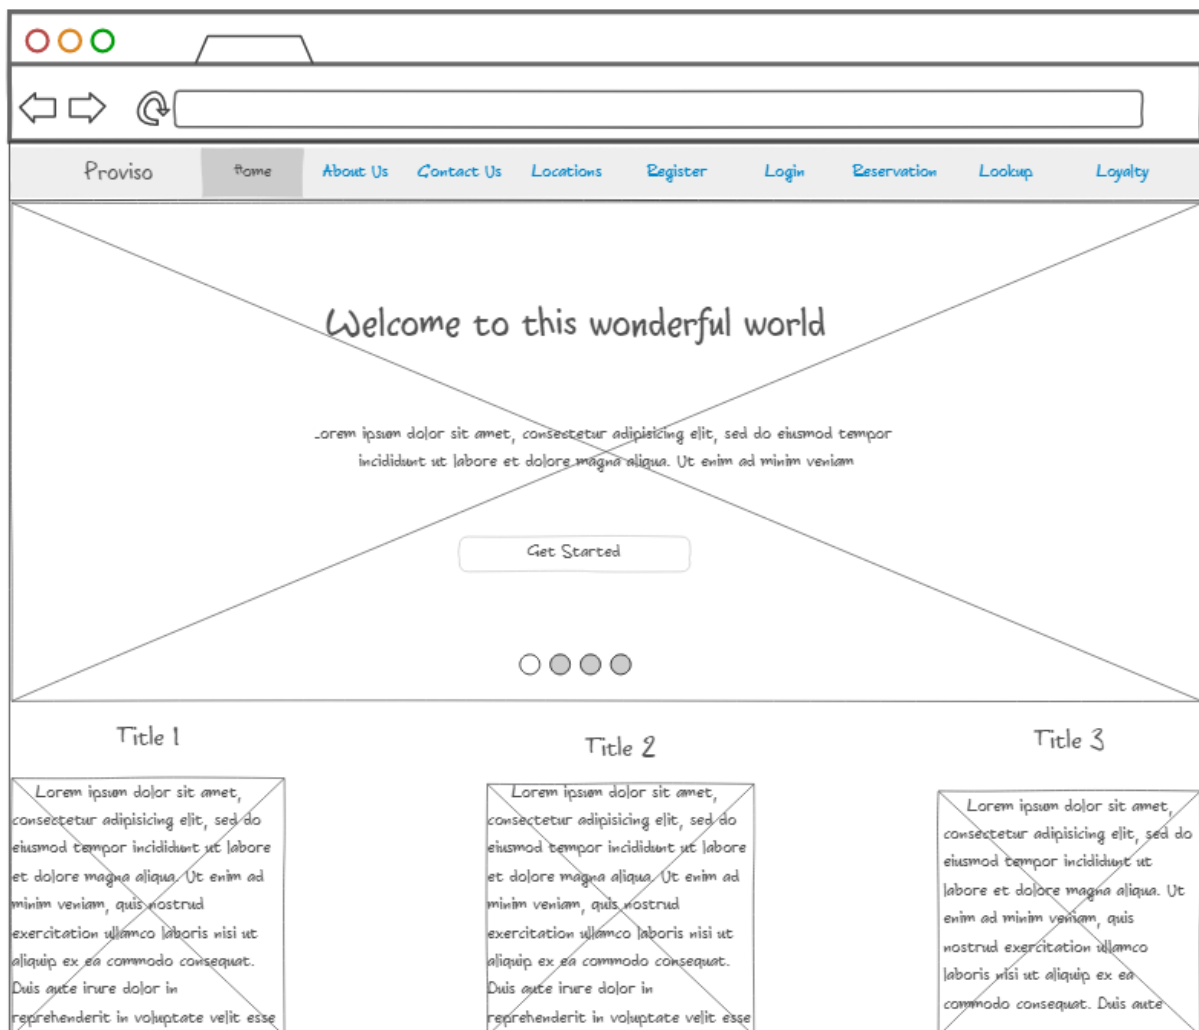 Proviso Home About Us Contact Us Locations Register Login Reservation Lookup Loyalty
Welcome to this wonderful world
Lorem ipsum dolor sit amet, consectetur adipisicing elit, sed do eiusmod tempor
incididunt ut labore et dolore magna aliqua. Ut enim ad minim veniam
Get Started
Title 1
Lorem ipsum dolor sit amet,
consectetur adipisicing elit, sed do
eiusmod tempor incididunt ut labore
et dolore magna aliqua. Ut enim ad
minim veniam, quis nostrud
exercitation ullamco laboris nisi ut
aliquip ex ea commodo consequat.
Duis aute irure dolor in
reprehenderit in voluptate velit esse
Title 2
Lorem ipsum dolor sit amet,
consectetur adipisicing elit, sed do
eiusmod tempor incididunt ut labore
et dolore magna aliqua. Ut enim ad
minim veniam, quis nostrud
exercitation ullamco laboris nisi ut
aliquip ex ea commodo consequat.
Duis aute irure dolor in
reprehenderit in voluptate velit esse
Title 3
Lorem ipsum dolor sit amet,
consectetur adipisicing elit, sed do
eiusmod tempor incididunt ut
labore et dolore magna aliqua. Ut
enim ad minim veniam, quis
nostrud exercitation ullamco
laboris nisi ut aliquip ex ea
commodo consequat. Duis aute